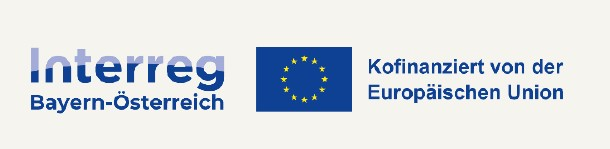 Interreg
Bayern-Österreich
Kofinanziert von der
Europäischen Union